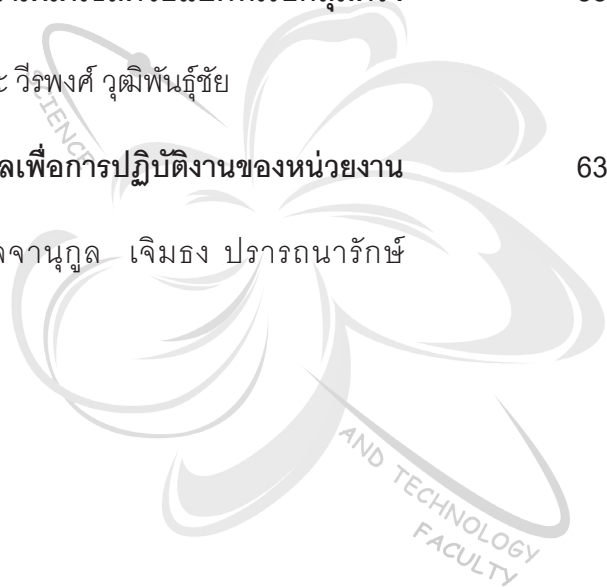 วีรพงศ์ วุฒิพันธุ์ชัย
ลเพื่อการปฏิบัติงานของหน่วยงาน 63
จานุกูล เจิมธง ปรารถนารักษ์
SCIENCE
AND TECHNOLOGY
FACULTY